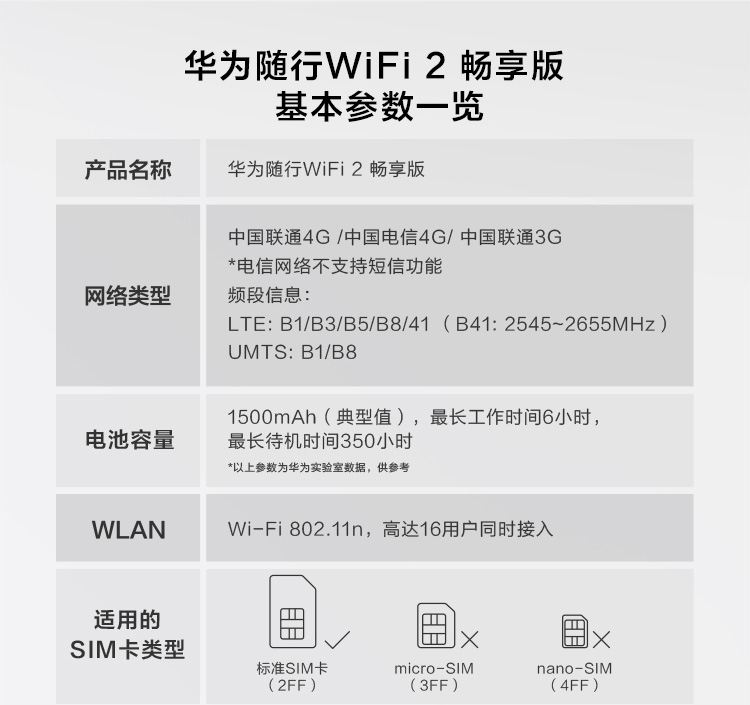 华为随行WiFi 2 畅享版
基本参数一览
产品名称
华为随行WiFi 2 畅享版
网络类型
中国联通4G /中国电信4G/ 中国联通3G
*电信网络不支持短信功能
频段信息：
LTE: B1/B3/B5/B8/41（B41: 2545~2655MHz）
UMTS: B1/B8
电池容量
1500mAh（典型值），最长工作时间6小时，
最长待机时间350小时
*以上参数为华为实验室数据，供参考
WLAN
Wi-Fi 802.11n，高达16用户同时接入
适用的
SIM卡类型
标准SIM卡
（2FF）
micro-SIM
（3FF）
nano-SIM
（4FF）